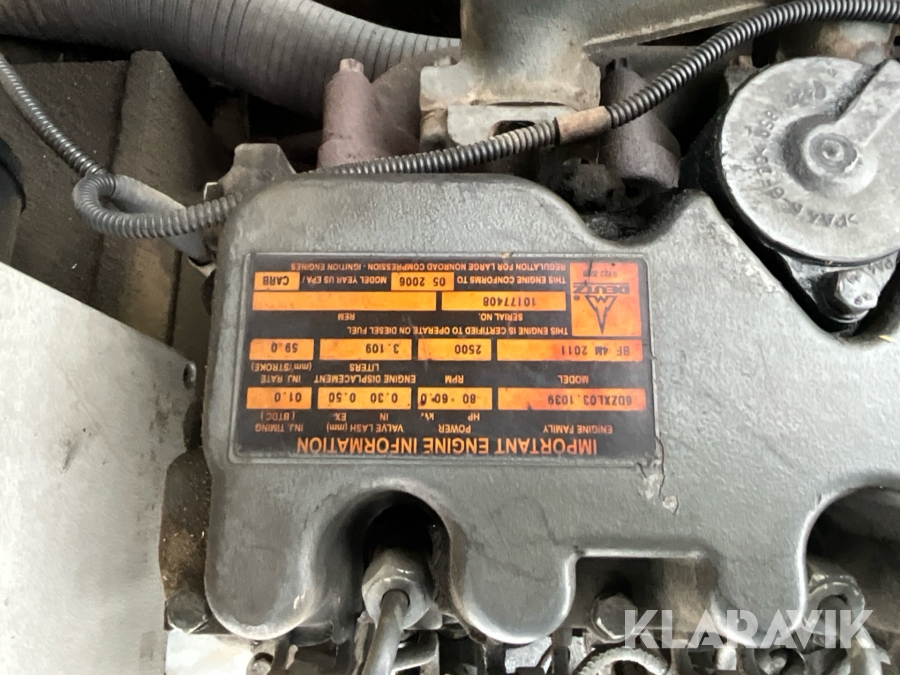 IMPORTANT ENGINE INFORMATION
ENGINE FAMILY POWER VALVE LASH (mm) INJ. TIMING
HP kW IN EX. (BTDC)
6DZXL03.1039 80 - 60.0 0.30 0.50 01.0
MODEL RPM ENGINE DISPLACEMENT INJ. RATE
LITERS (mm³/STROKE)
BF 4M 2011 2500 3.109 59.0
THIS ENGINE IS CERTIFIED TO OPERATE ON DIESEL FUEL
SERIAL NO. REM
DEUTZ
10177408
THIS ENGINE CONFORMS TO 05 2006 MODEL YEAR US EPA / CARB
REGULATION FOR LARGE NONROAD COMPRESSION - IGNITION ENGINES
KLARAVIK